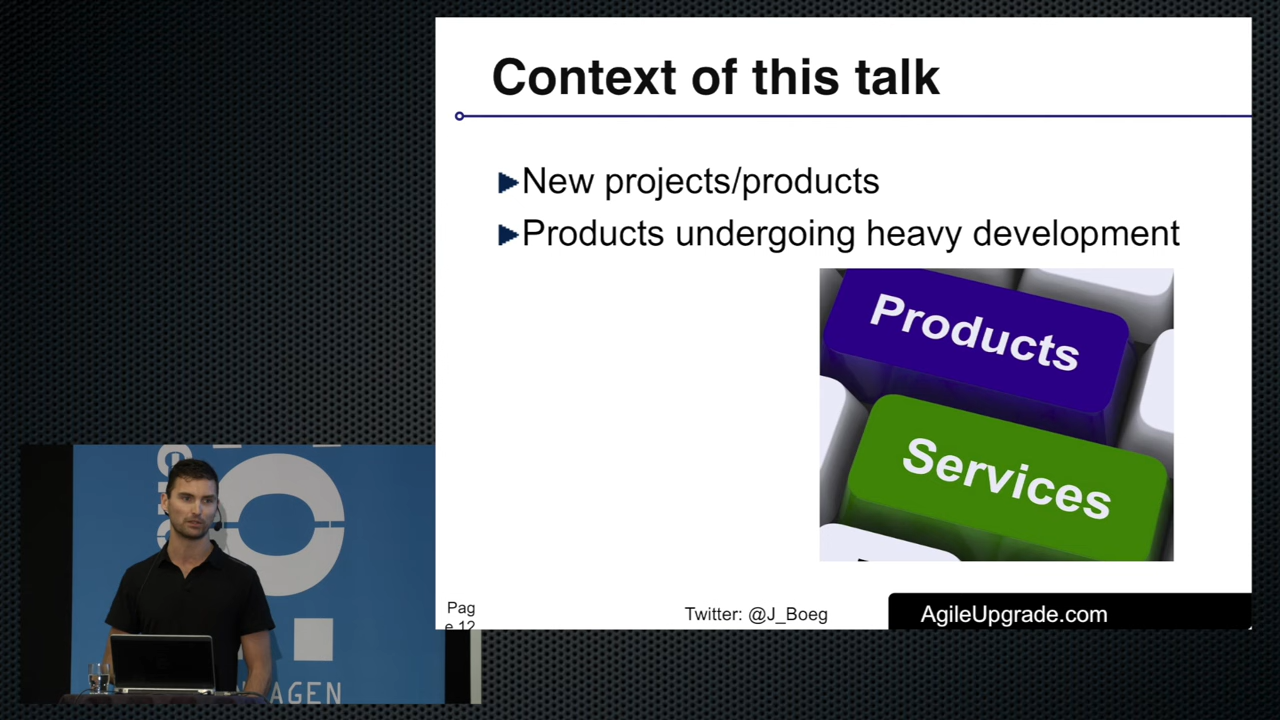 Context of this talk
New projects/products
Products undergoing heavy development
Products
Services
Pag
e 12
Twitter: @J_Boeg
AgileUpgrade.com
AGEN